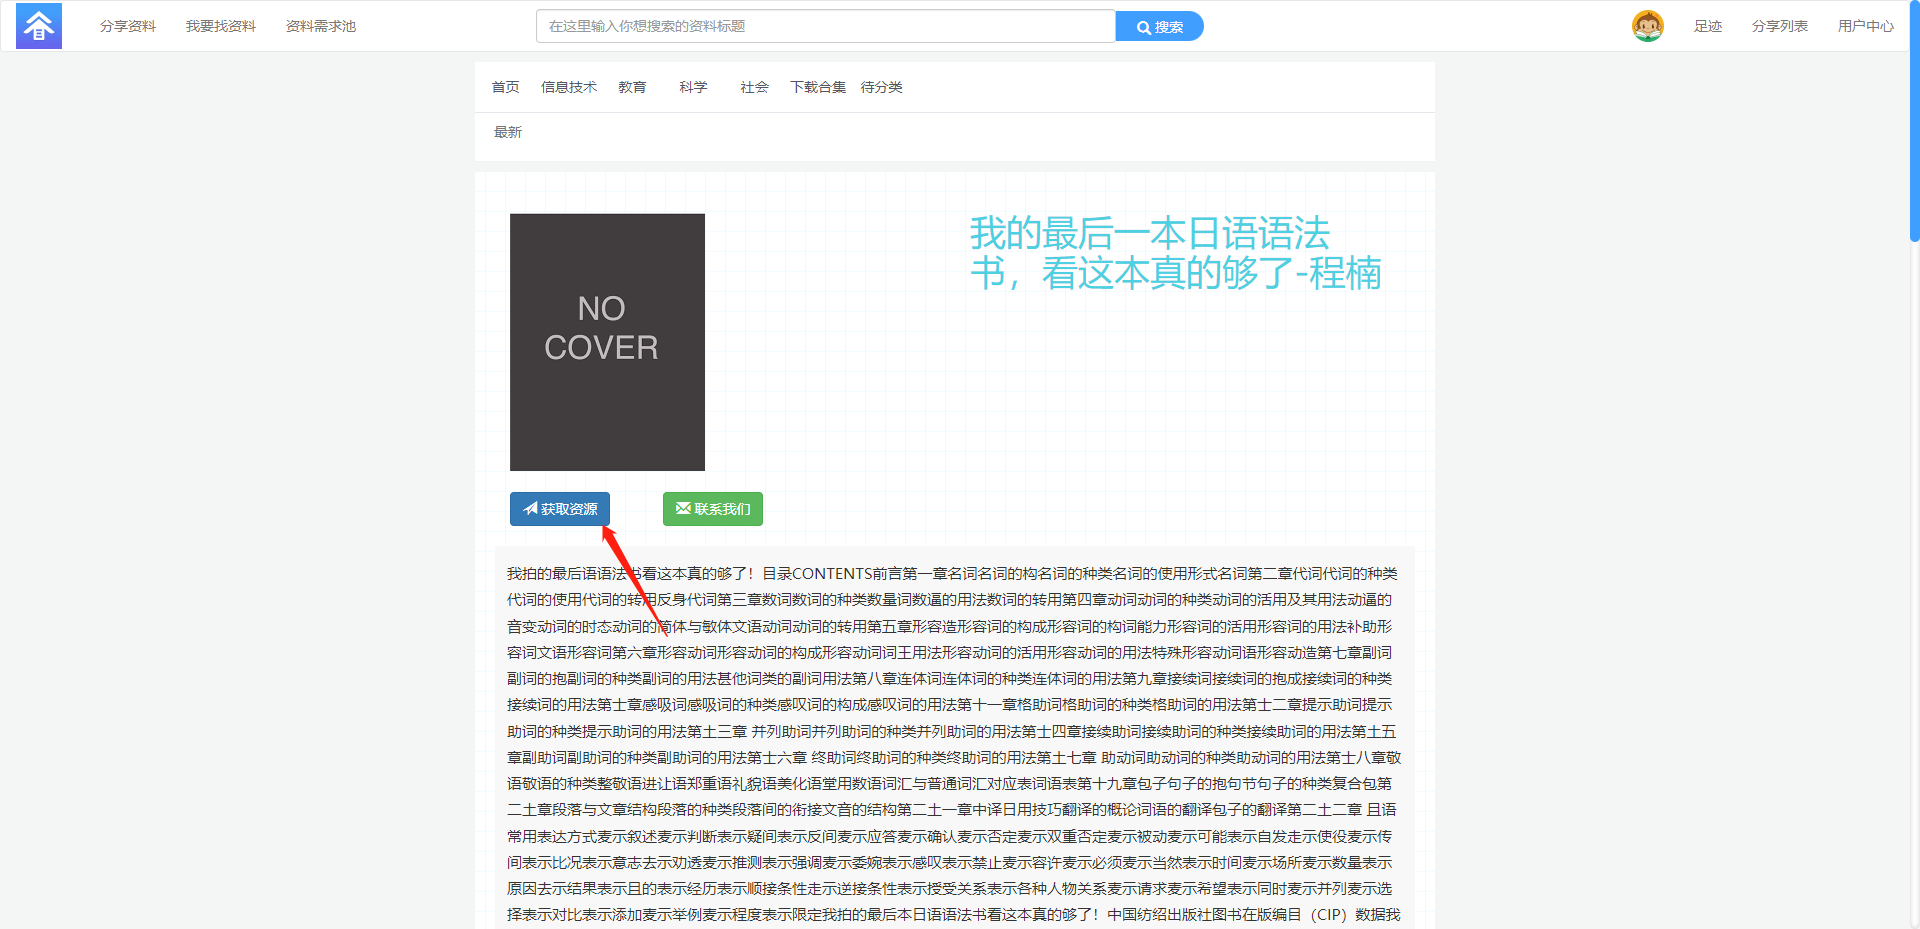 分享资料 我要找资料 资料需求池 在这里输入你想搜索的资料标题 搜索 足迹 分享列表 用户中心
首页 信息技术 教育 科学 社会 下载合集 待分类
最新
我的最后一本日语语法
书，看这本真的够了-程楠
NO
COVER
获取资源 联系我们
我拍的最后语语法书看这本真的够了！目录CONTENTS前言第一章名词名词的构名词的种类名词的使用形式名词第二章代词代词的种类
代词的使用代词的转用反身代词第三章数词数词的种类数量词数逼的用法数词的转用第四章动词动词的种类动词的活用及其用法动逼的
音变动词的时态动词的简体与敏体文语动词动词的转用第五章形容造形容词的构成形容词的构词能力形容词的活用形容词的用法补助形
容词文语形容词第六章形容动词形容动词的构成形容动词词王用法形容动词的活用形容动词的用法特殊形容动词语形容动造第七章副词
副词的抱副词的种类副词的用法甚他词类的副词用法第八章连体词连体词的种类连体词的用法第九章接续词接续词的抱成接续词的种类
接续词的用法第士章感吸词感吸词的种类感叹词的构成感叹词的用法第十一章格助词格助词的种类格助词的用法第士二章提示助词提示
助词的种类提示助词的用法第土三章 并列助词并列助词的种类并列助词的用法第士四章接续助词接续助词的种类接续助词的用法第土五
章副助词副助词的种类副助词的用法第士六章 终助词终助词的种类终助词的用法第土七章 助动词助动词的种类助动词的用法第士八章敬
语敬语的种类整敬语进让语郑重语礼貌语美化语堂用数语词汇与普通词汇对应表词语表第十九章包子句子的抱句节句子的种类复合包第
二土章段落与文章结构段落的种类段落间的衔接文音的结构第二土一章中译日用技巧翻译的概论词语的翻译包子的翻译第二土二章 且语
常用表达方式麦示叙述麦示判断表示疑间表示反间麦示应答麦示确认麦示否定麦示双重否定麦示被动麦示可能表示自发走示使役麦示传
间表示比况表示意志去示劝透麦示推测表示强调麦示委婉表示感叹表示禁止麦示容许麦示必须麦示当然表示时间麦示场所麦示数量表示
原因去示结果表示且的表示经历表示顺接条性走示逆接条性表示授受关系表示各种人物关系麦示请求麦示希望表示同时麦示并列麦示选
择表示对比表示添加麦示举例麦示程度表示限定我拍的最后本日语语法书看这本真的够了！中国纺绍出版社图书在版编目（CIP）数据我